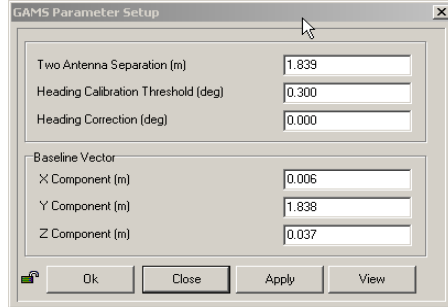 GAMS Parameter Setup
Two Antenna Separation (m) 1.839
Heading Calibration Threshold (deg) 0.300
Heading Correction (deg) 0.000
Baseline Vector
X Component (m) 0.006
Y Component (m) 1.838
Z Component (m) 0.037
Ok Close Apply View